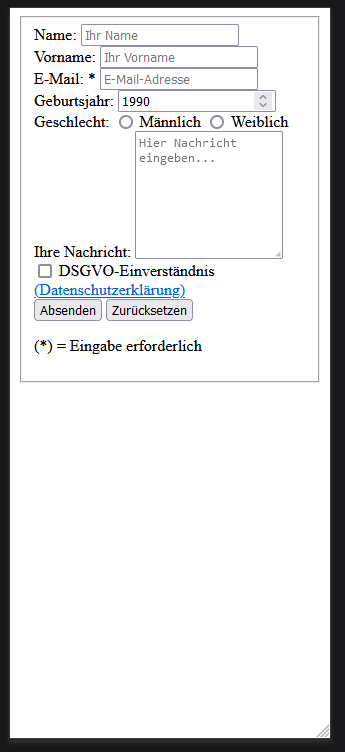 Name: Ihr Name
Vorname: Ihr Vorname
E-Mail: * E-Mail-Adresse
Geburtsjahr: 1990
Geschlecht: Männlich Weiblich
Hier Nachricht
eingeben...
Ihre Nachricht:
DSGVO-Einverständnis
(Datenschutzerklärung)
Absenden Zurücksetzen
(*) = Eingabe erforderlich